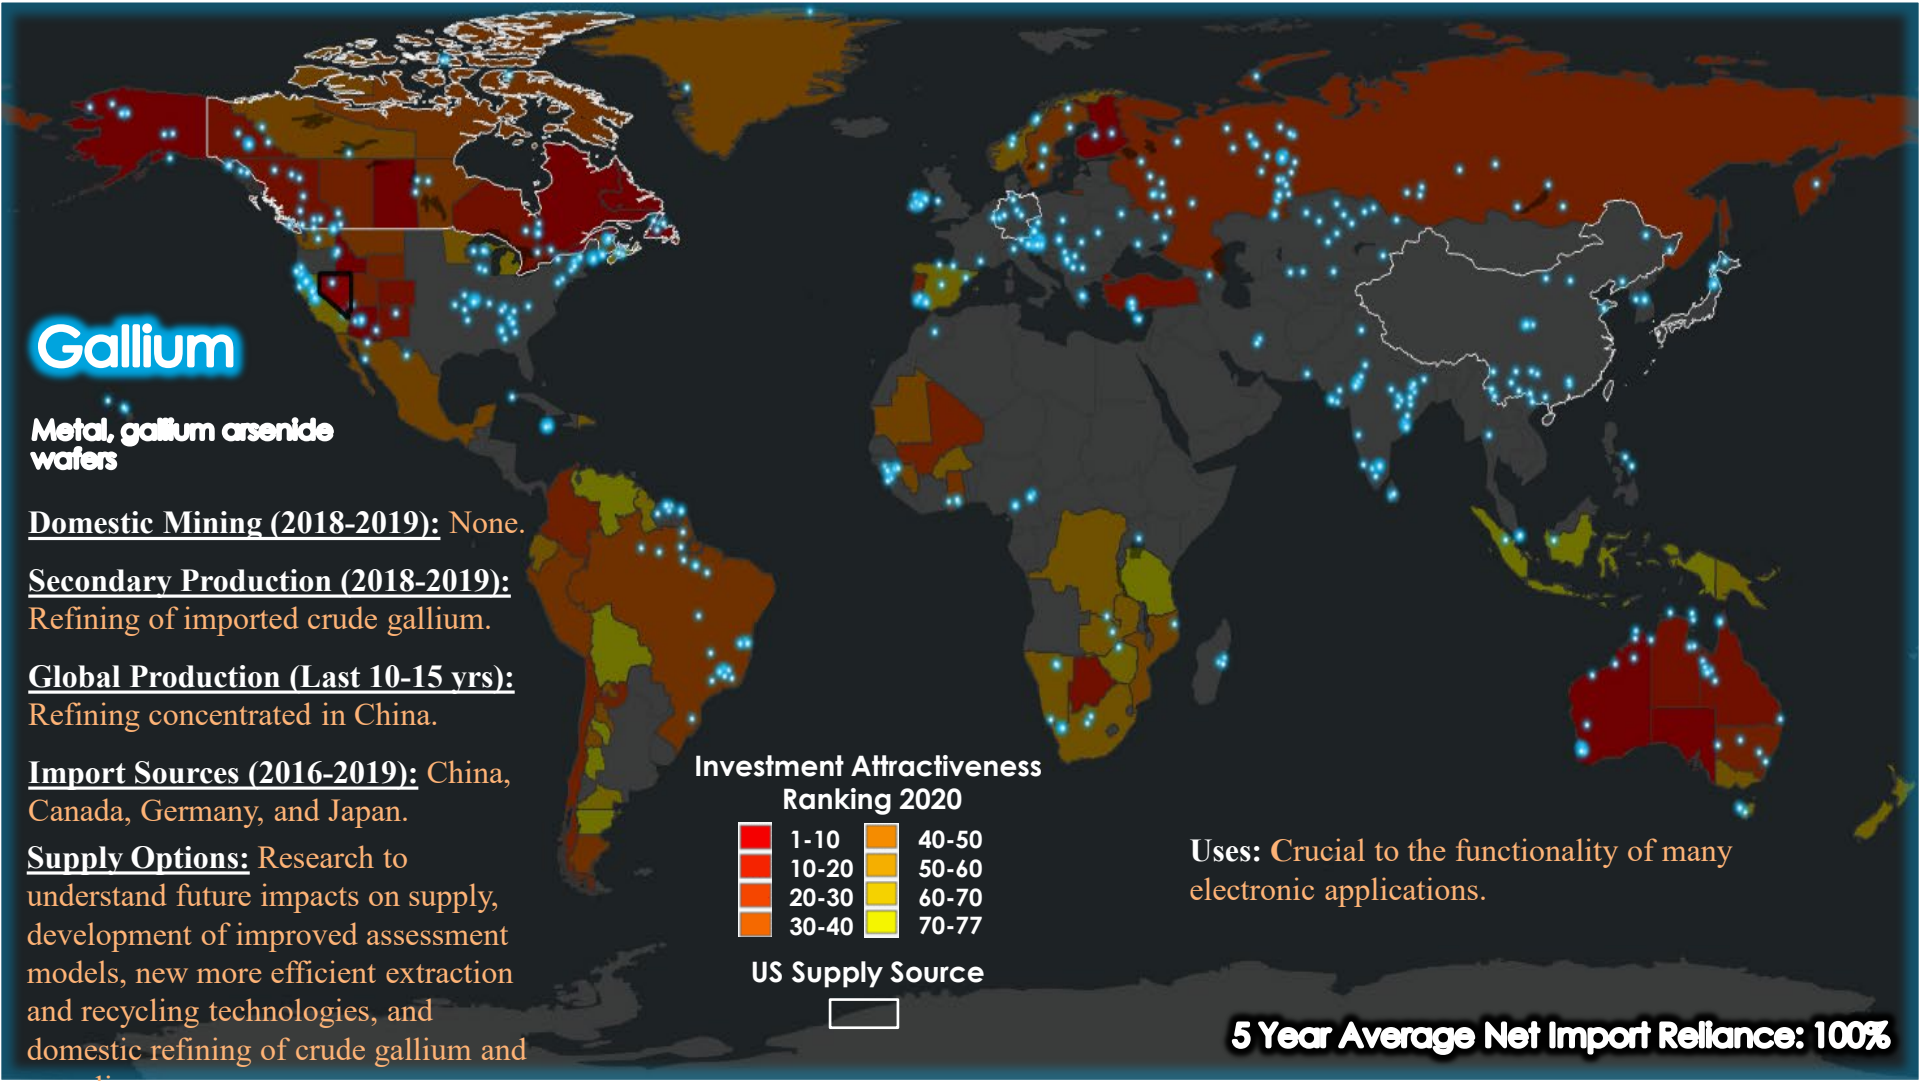 Gallium
Metal, gallium arsenide
wafers
Domestic Mining (2018-2019): None.
Secondary Production (2018-2019):
Refining of imported crude gallium.
Global Production (Last 10-15 yrs):
Refining concentrated in China.
Import Sources (2016-2019): China,
Canada, Germany, and Japan.
Supply Options: Research to
understand future impacts on supply,
development of improved assessment
models, new more efficient extraction
and recycling technologies, and
domestic refining of crude gallium and
Investment Attractiveness
Ranking 2020
1-10 40-50
10-20 50-60
20-30 60-70
30-40 70-77
US Supply Source
Uses: Crucial to the functionality of many
electronic applications.
5 Year Average Net Import Reliance: 100%